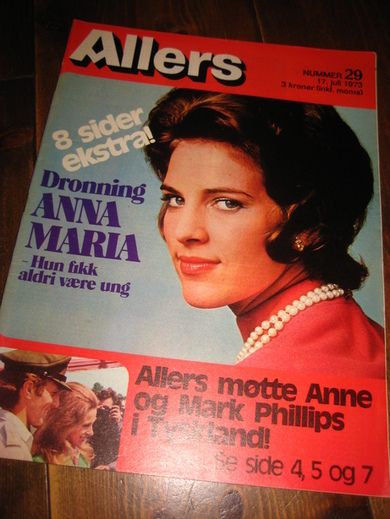 Allers
NUMMER 29
17. juli 1973
3 kroner (inkl. moms)
8 sider
ekstra!
Dronning
ANNA
MARIA
- Hun fikk
aldri være ung
Allers møtte Anne
og Mark Phillips
i Tyskland!
Se side 4, 5 og 7